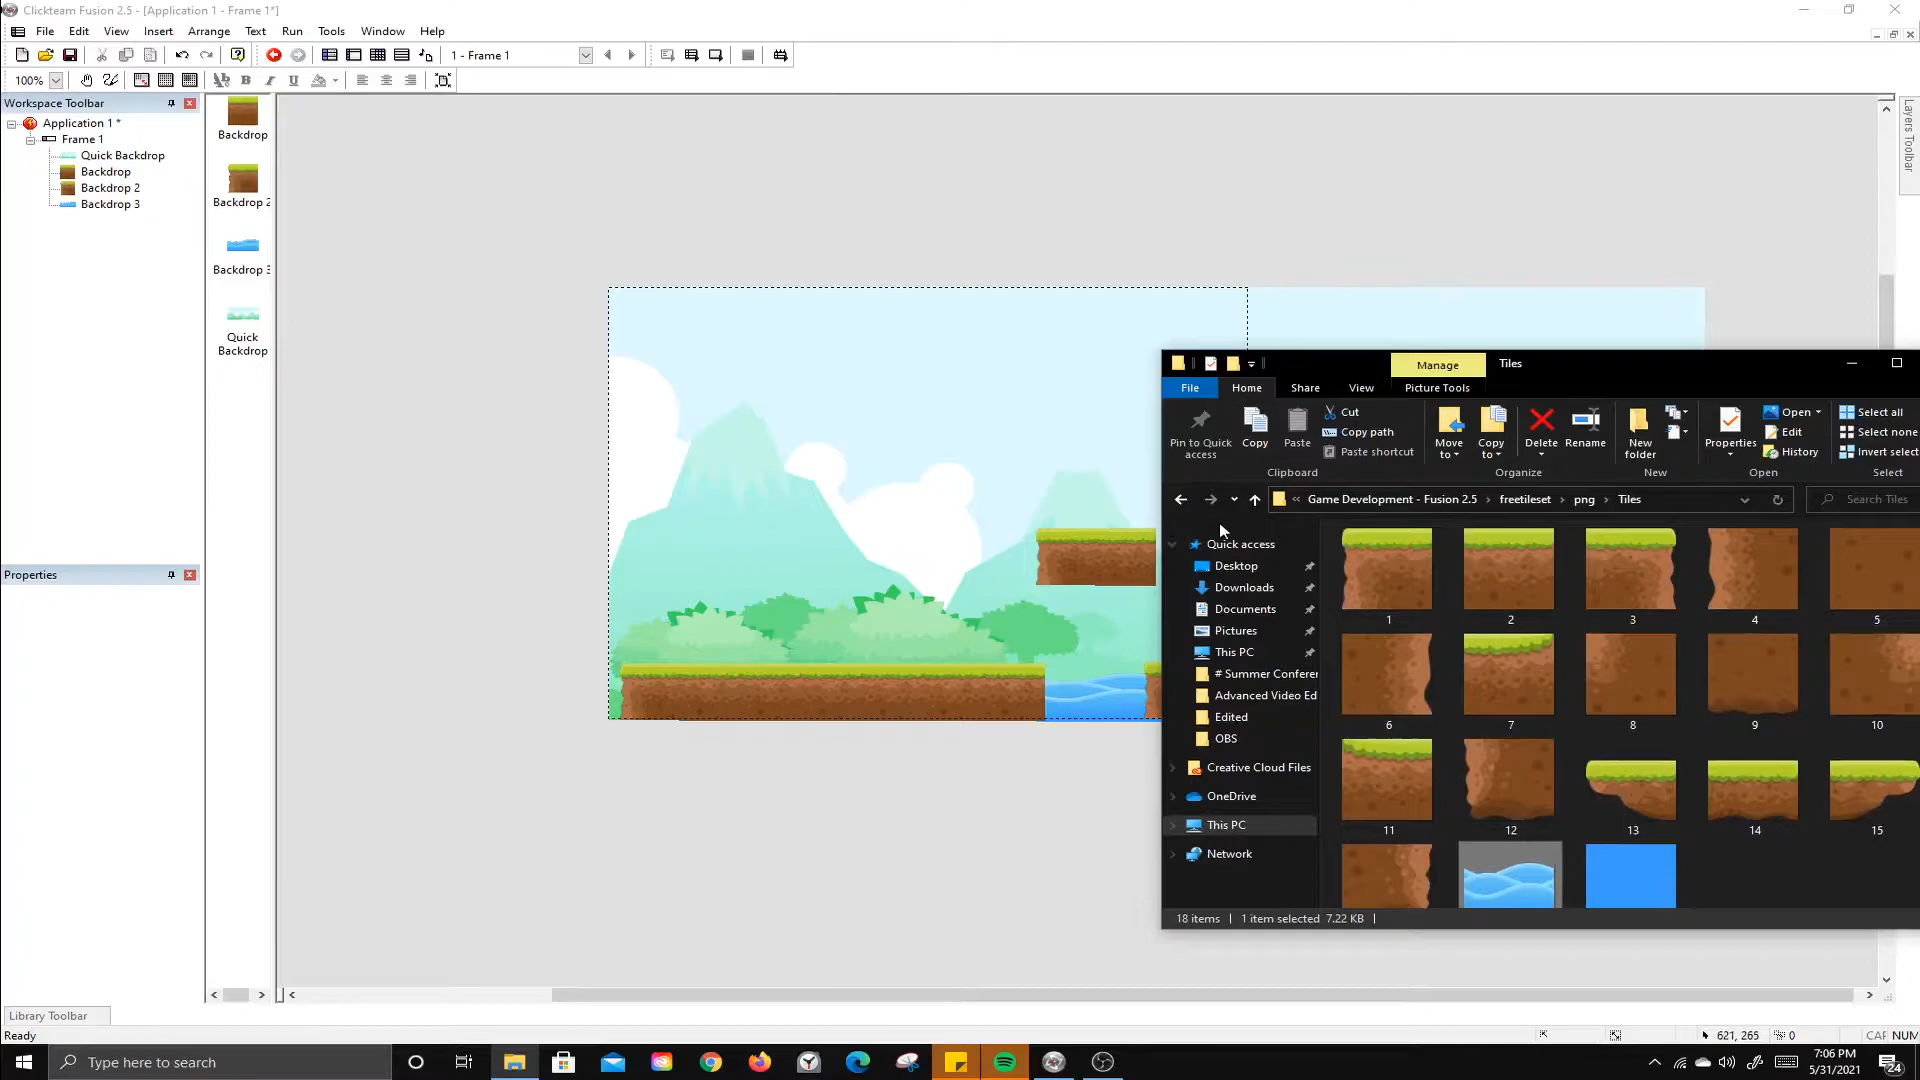 Clickteam Fusion 2.5 - [Application 1 - Frame 1*]
File Edit View Insert Arrange Text Run Tools Window Help
1 - Frame 1
100%
Workspace Toolbar
Application 1 *
Frame 1
Quick Backdrop
Backdrop
Backdrop 2
Backdrop 3
Backdrop
Backdrop 2
Backdrop 3
Quick
Backdrop
Layers Toolbar
Properties
Manage
Tiles
File Home Share View Picture Tools
Pin to Quick
access
Copy
Paste
Cut
Copy path
Paste shortcut
Clipboard
Move
to
Copy
to
Delete
Rename
Organize
New
folder
New
Properties
Open
Edit
History
Open
Select all
Select none
Invert selec
Select
« Game Development - Fusion 2.5 › freetileset › png › Tiles
Search Tiles
Quick access
Desktop
Downloads
Documents
Pictures
This PC
# Summer Conferen
Advanced Video Ed
Edited
OBS
Creative Cloud Files
OneDrive
This PC
Network
1 2 3 4 5
6 7 8 9 10
11 12 13 14 15
18 items 1 item selected 7.22 KB
Library Toolbar
Ready
621, 265
0
CAF NUM
Type here to search
7:06 PM
5/31/2021
24